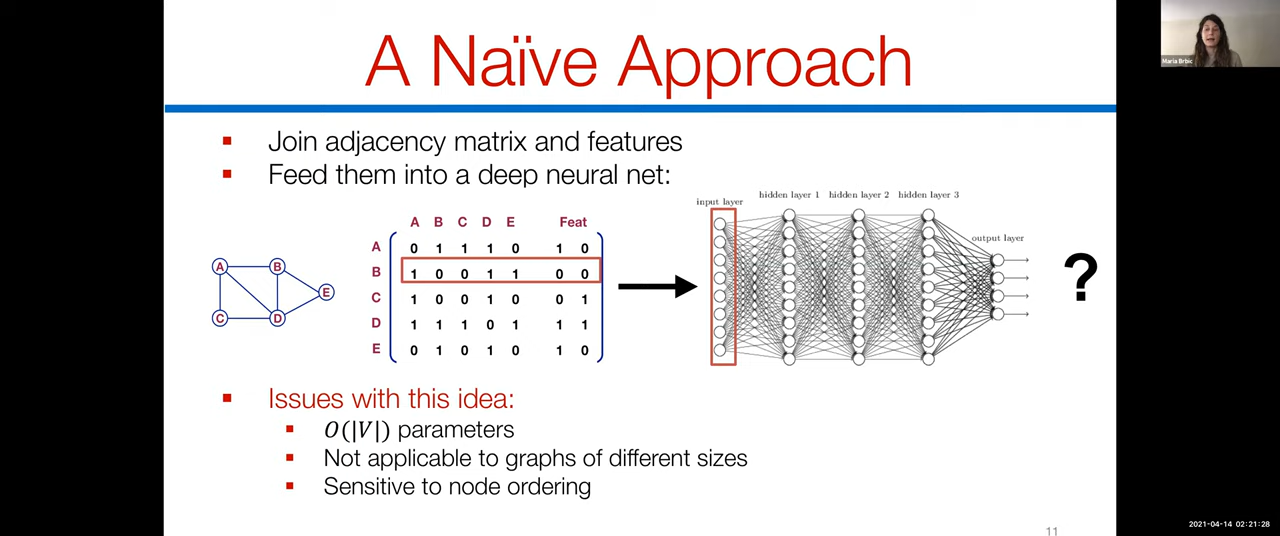 A Naïve Approach
Maria Brbic
▪ Join adjacency matrix and features
▪ Feed them into a deep neural net:
A B C D E Feat
A 0 1 1 1 0 1 0
B 1 0 0 1 1 0 0
C 1 0 0 1 0 0 1
D 1 1 1 0 1 1 1
E 0 1 0 1 0 1 0
A B
E
C D
input layer
hidden layer 1 hidden layer 2 hidden layer 3
output layer
?
▪ Issues with this idea:
▪ O(|V|) parameters
▪ Not applicable to graphs of different sizes
▪ Sensitive to node ordering
11
2021-04-14 02:21:28